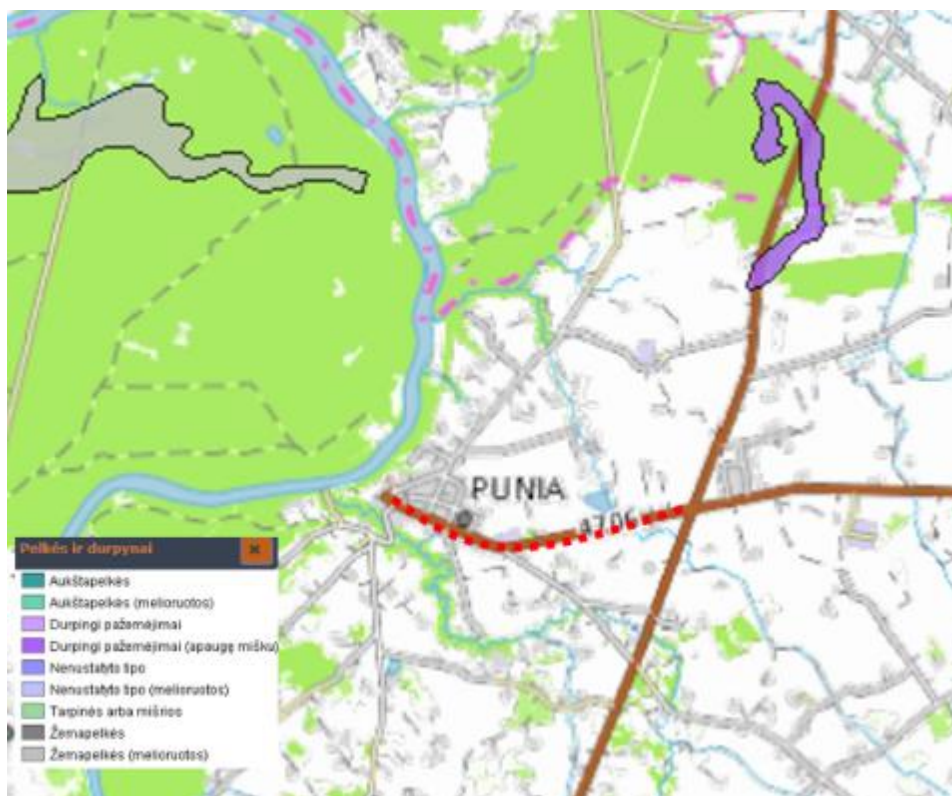 PUNIA
4706
Pelkės ir durpynai
Aukštapelkės
Aukštapelkės (melioruotos)
Durpingi pažemėjimai
Durpingi pažemėjimai (apaugę mišku)
Nenustatyto tipo
Nenustatyto tipo (melioruotos)
Tarpinės arba mišrios
Žemapelkės
Žemapelkės (melioruotos)